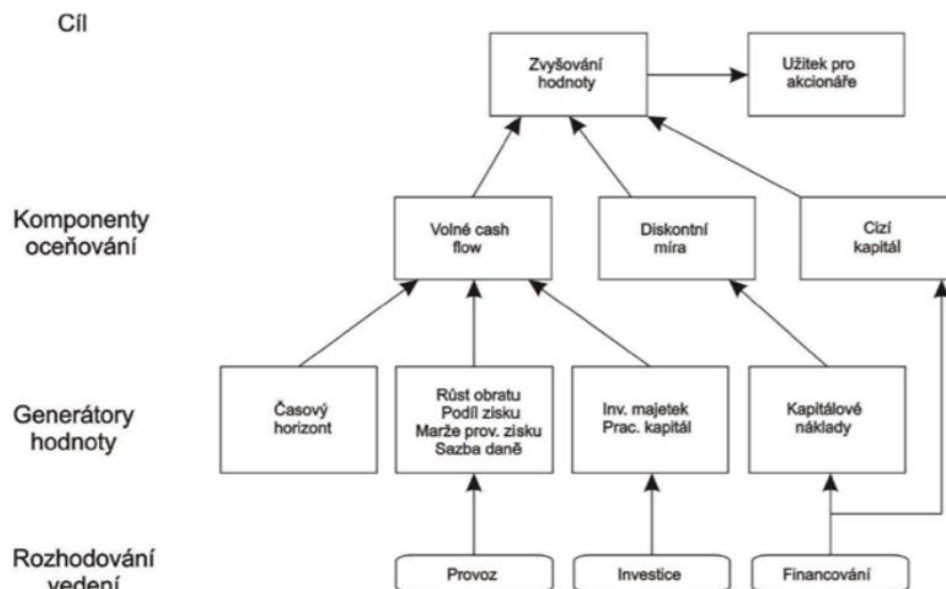 Cíl
Zvyšování
hodnoty
Užitek pro
akcionáře
Komponenty
oceňování
Volné cash
flow
Diskontní
míra
Cizí
kapitál
Generátory
hodnoty
Časový
horizont
Růst obratu
Podíl zisku
Marže prov. zisku
Sazba daně
Inv. majetek
Prac. kapitál
Kapitálové
náklady
Rozhodování
vedení
Provoz
Investice
Financování